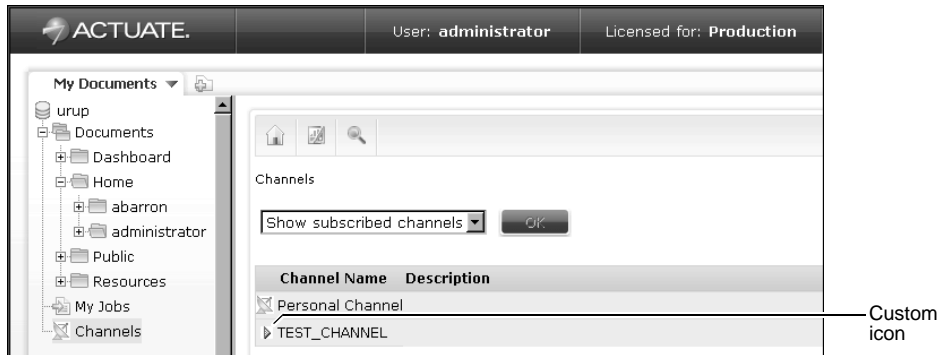 ACTUATE.
User: administrator
Licensed for: Production
My Documents
urup
Documents
Dashboard
Home
abarron
administrator
Public
Resources
My Jobs
Channels
Channels
Show subscribed channels
OK
Channel Name Description
Personal Channel
TEST_CHANNEL
Custom
icon